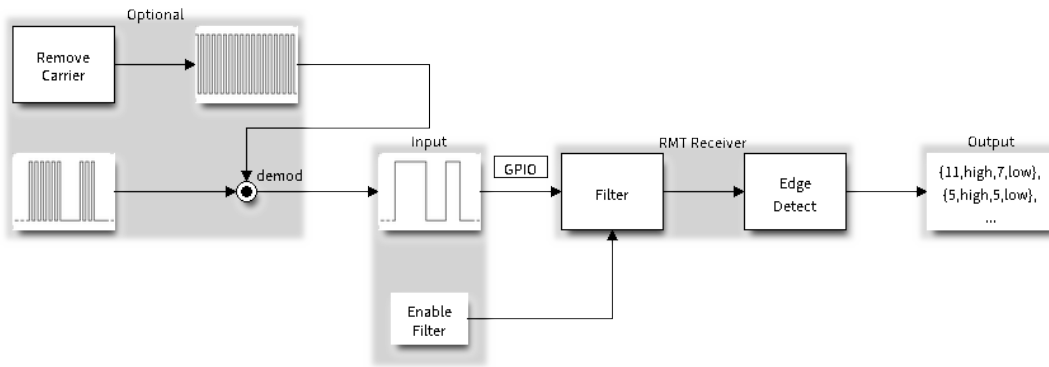 Optional
Remove
Carrier
demod
Input
GPIO
Filter
RMT Receiver
Edge
Detect
Output
{11,high,7,low},
{5,high,5,low},
...
Enable
Filter